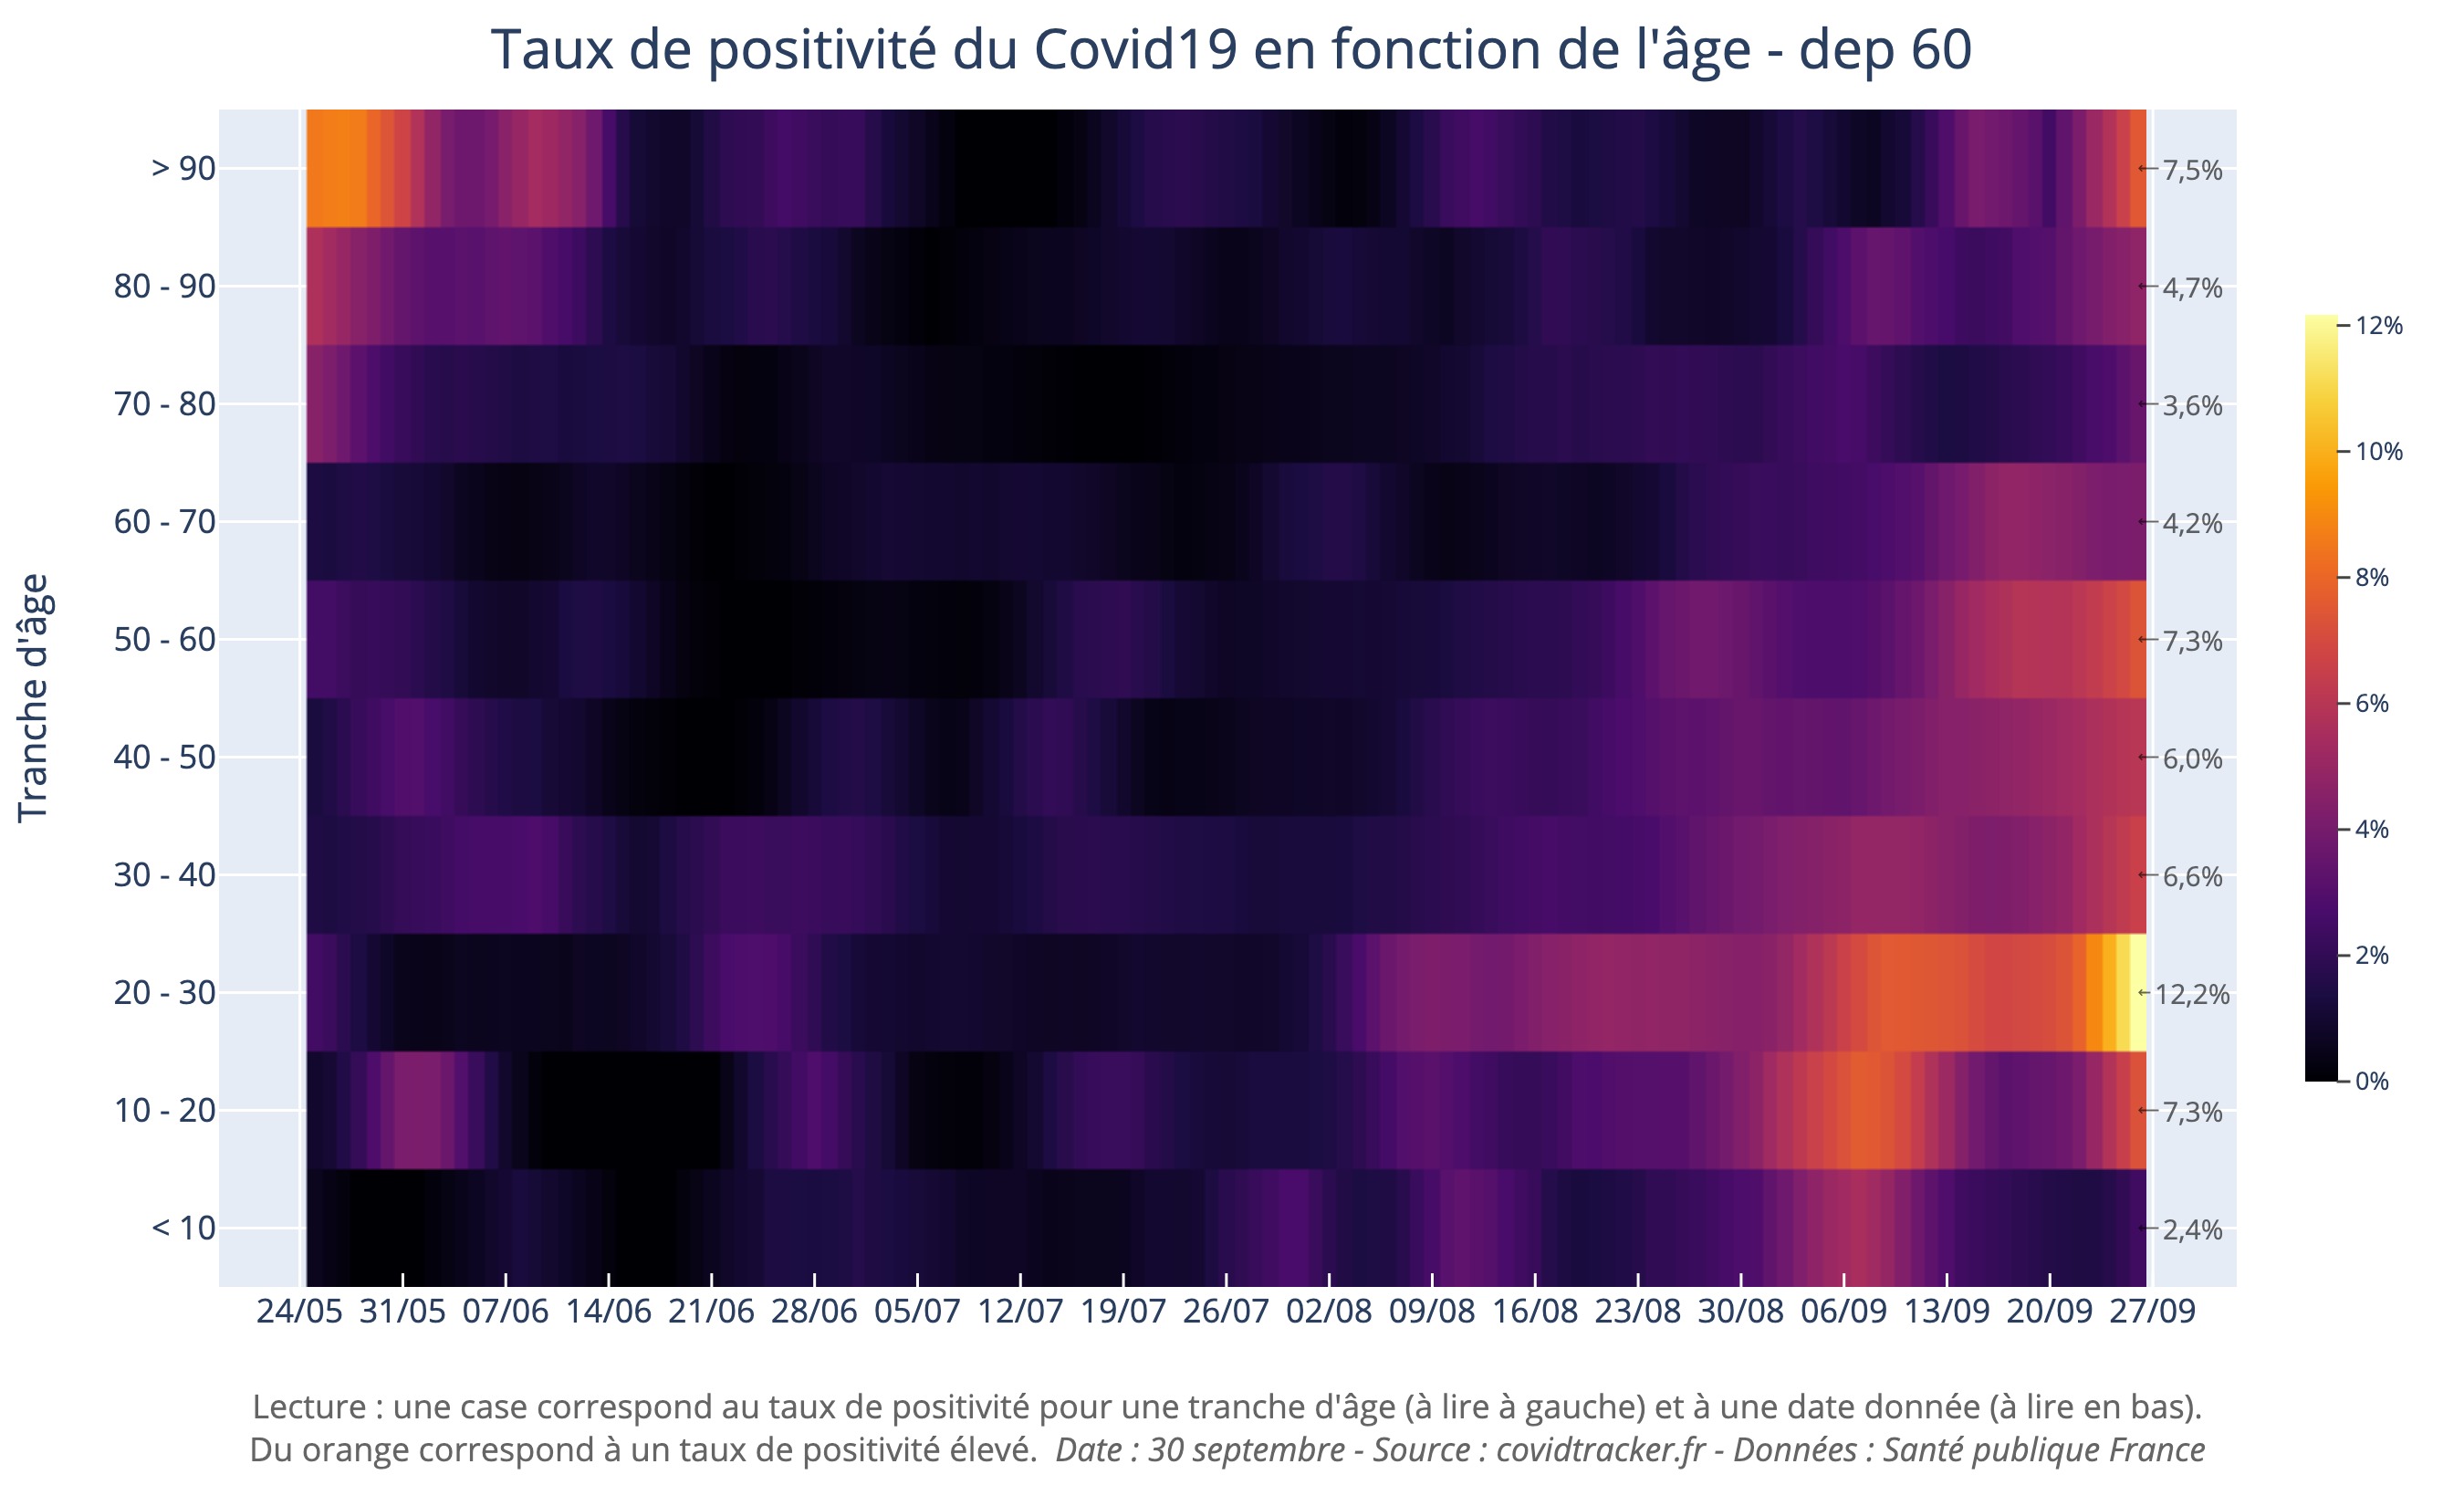 Taux de positivité du Covid19 en fonction de l'âge - dep 60
Tranche d'âge
> 90
7,5%
80 - 90
4,7%
70 - 80
3,6%
60 - 70
4,2%
50 - 60
7,3%
40 - 50
6,0%
30 - 40
6,6%
20 - 30
12,2%
10 - 20
7,3%
< 10
2,4%
12%
10%
8%
6%
4%
2%
0%
24/05 31/05 07/06 14/06 21/06 28/06 05/07 12/07 19/07 26/07 02/08 09/08 16/08 23/08 30/08 06/09 13/09 20/09 27/09
Lecture : une case correspond au taux de positivité pour une tranche d'âge (à lire à gauche) et à une date donnée (à lire en bas).
Du orange correspond à un taux de positivité élevé. Date : 30 septembre - Source : covidtracker.fr - Données : Santé publique France